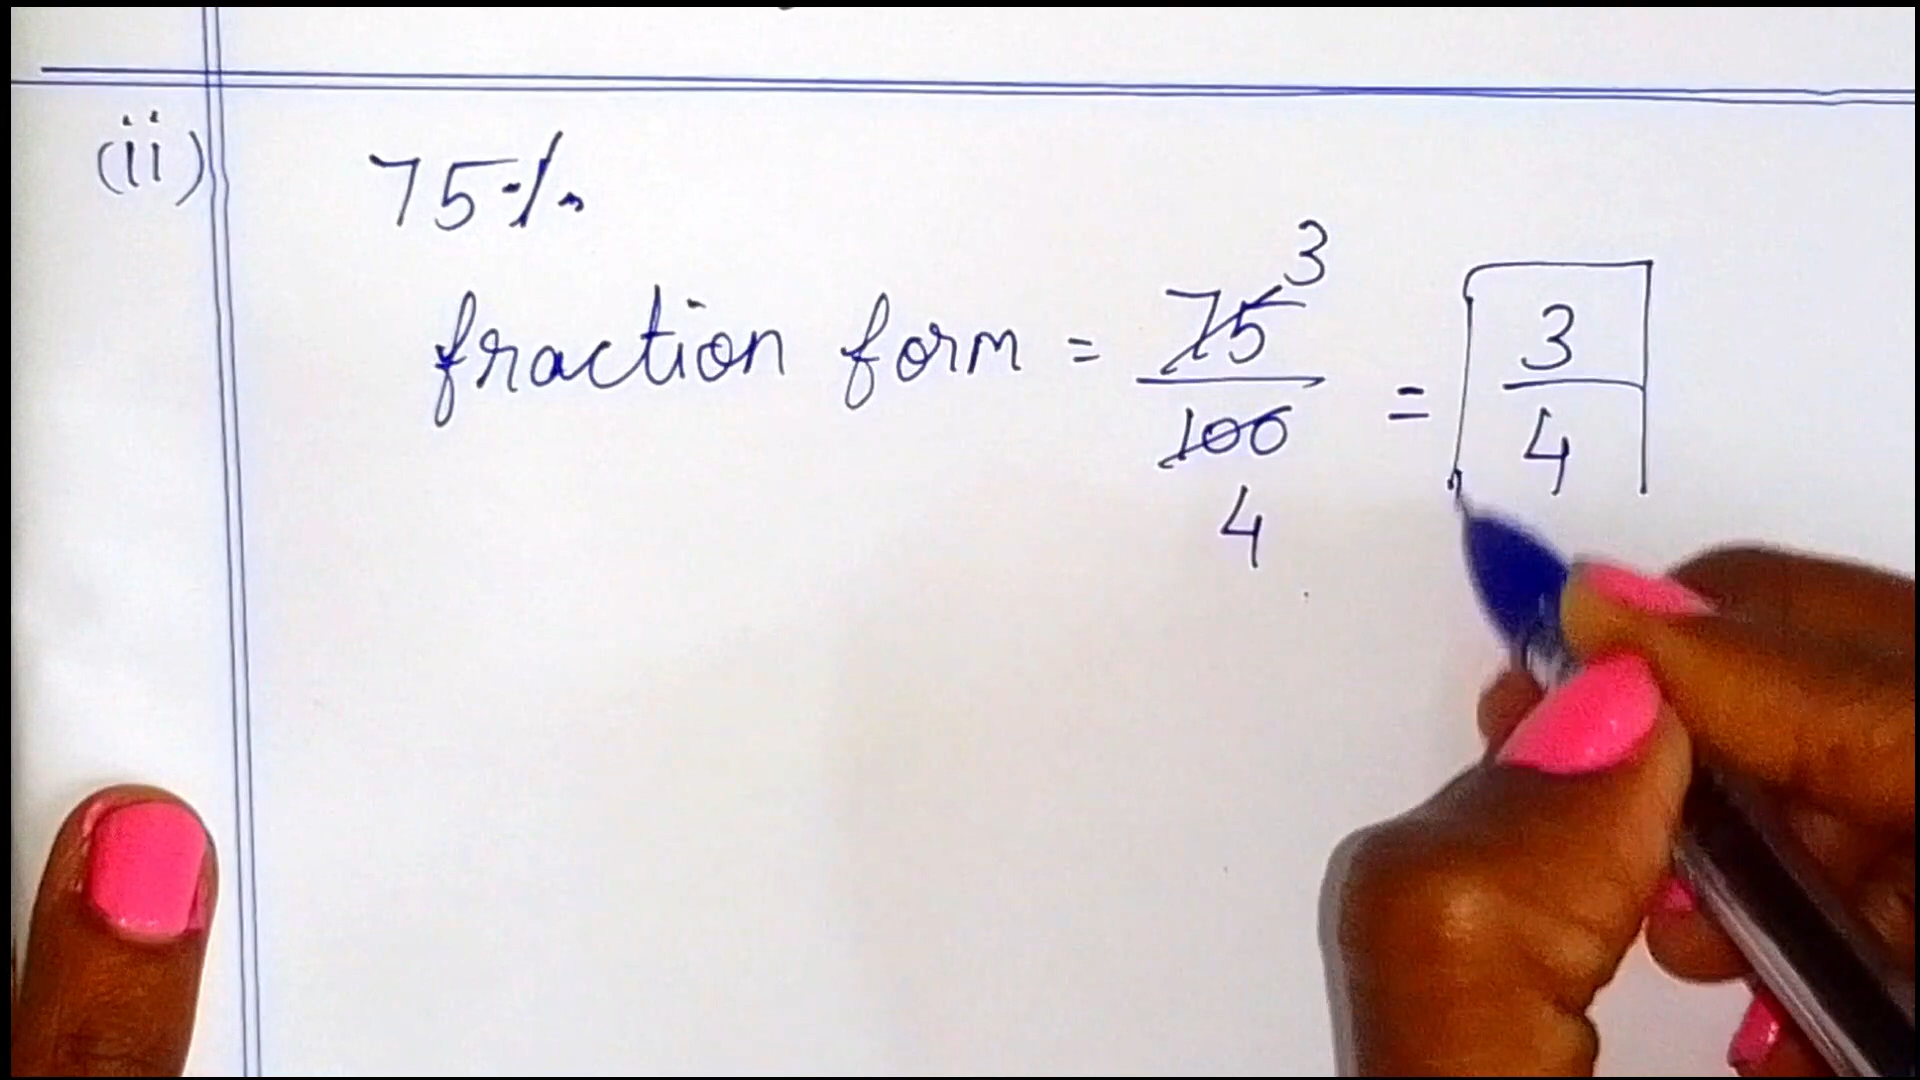 (ii) 75%
fraction form = 75/100 = 3/4
3
4